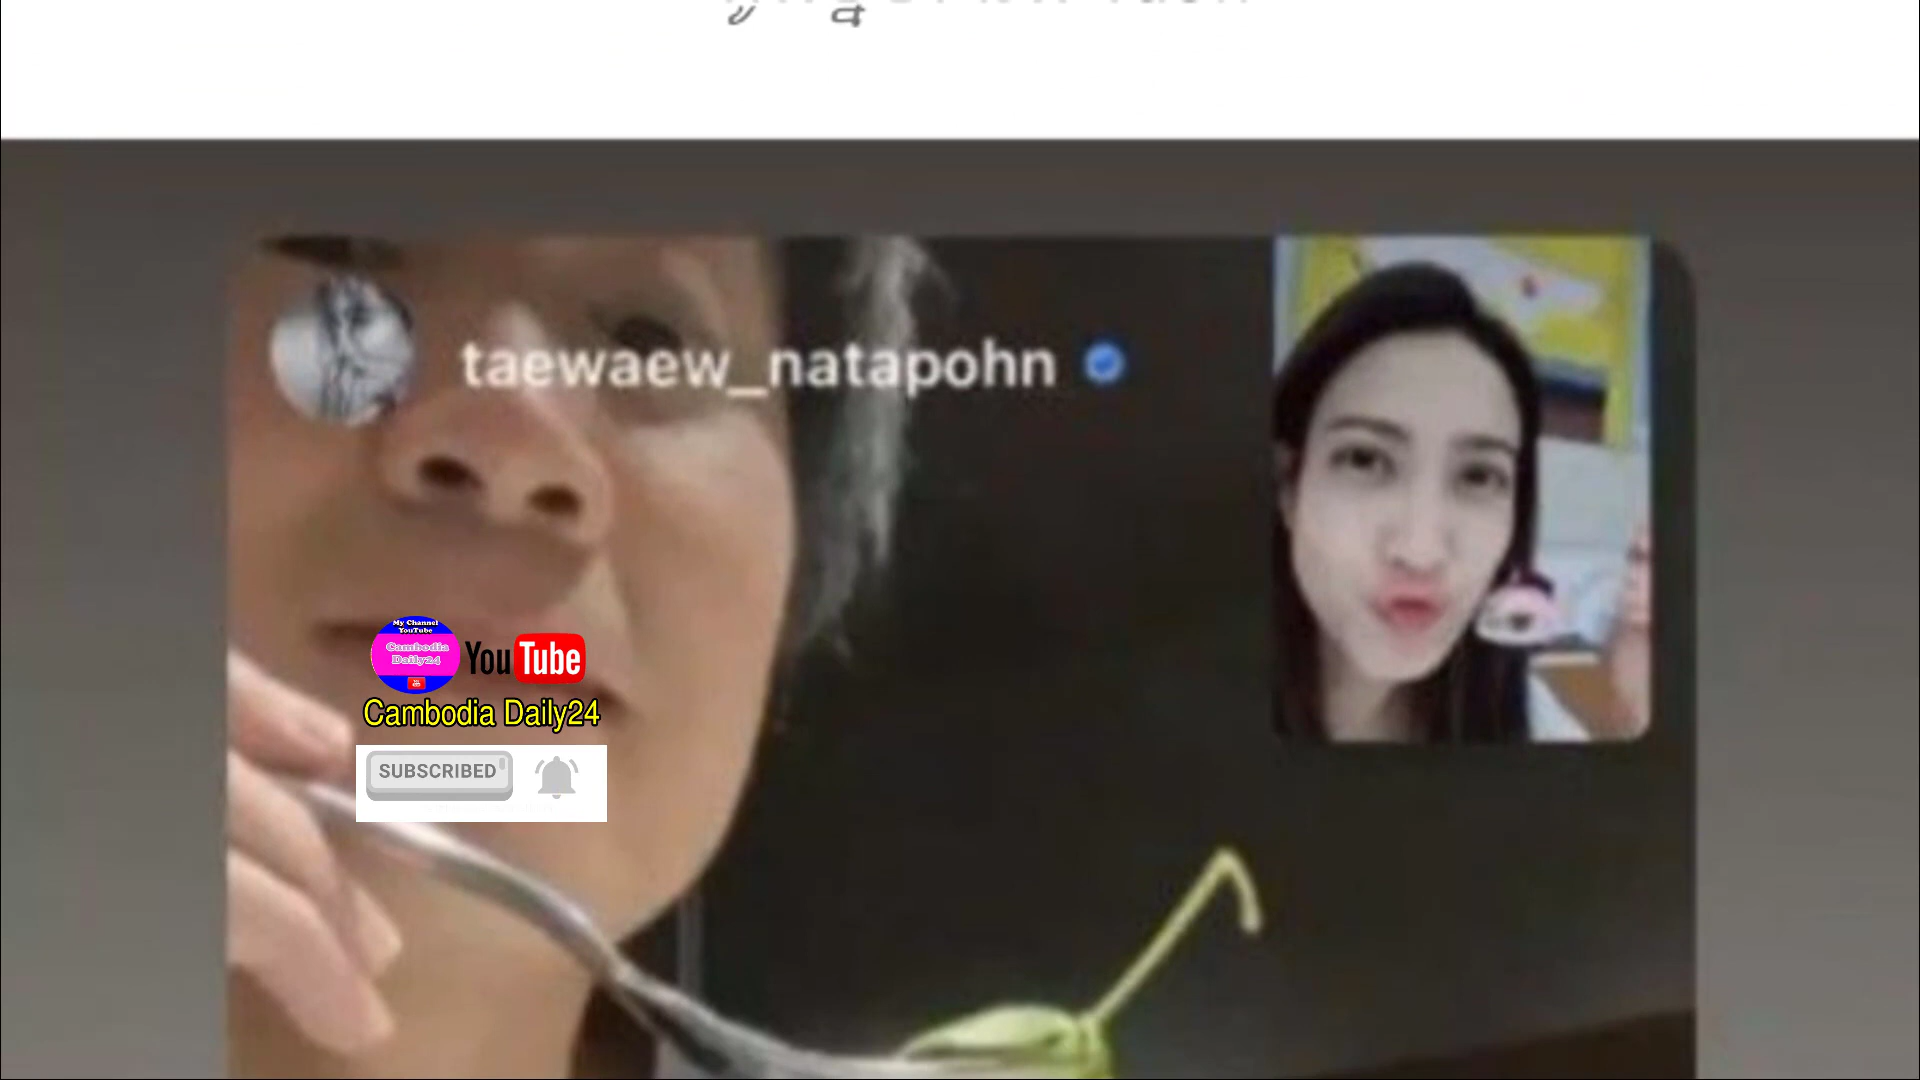 taewaew_natapohn
My Channel
YouTube
Cambodia
Daily24
YouTube
Cambodia Daily24
SUBSCRIBED